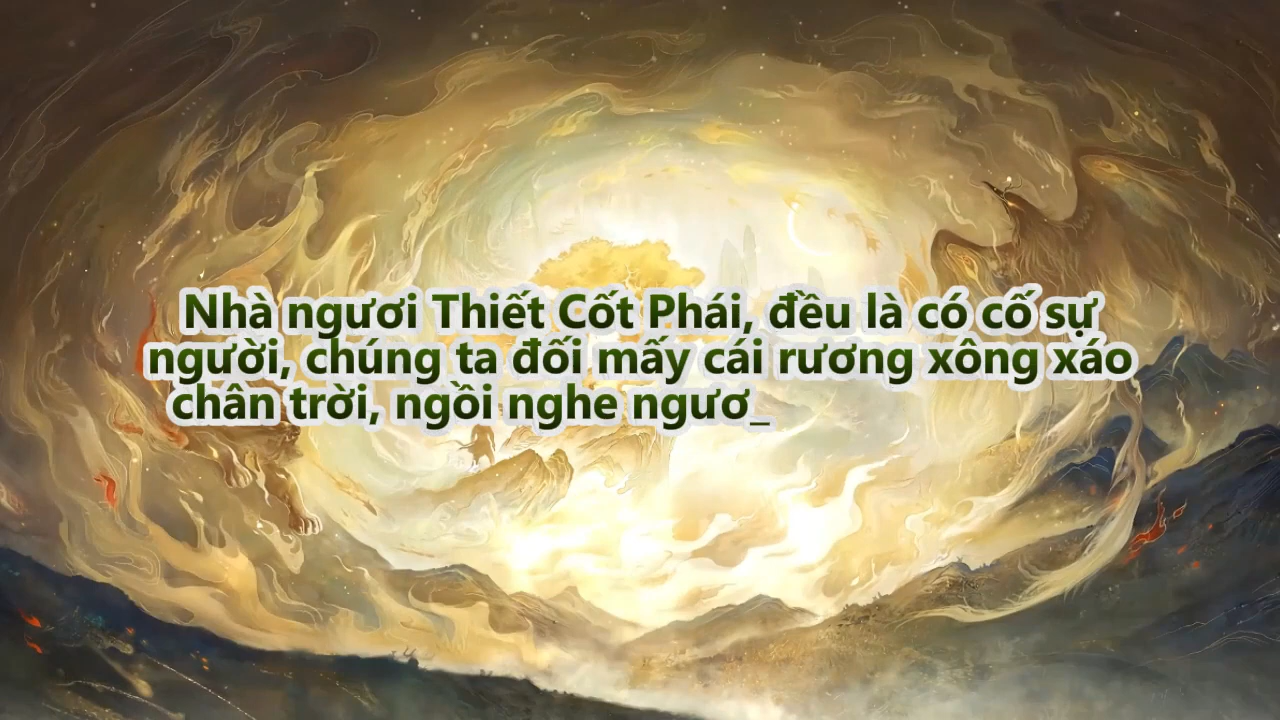 Nhà ngươi Thiết Cốt Phái, đều là có cố sự
người, chúng ta đối mấy cái rương xông xáo
chân trời, ngồi nghe ngươ_